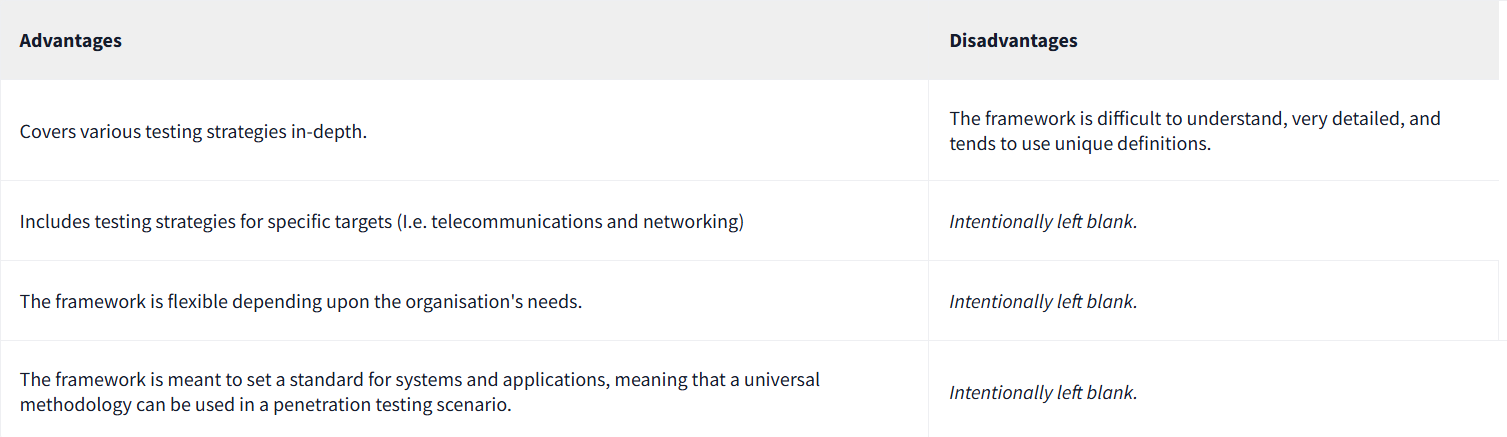 Advantages
Disadvantages
Covers various testing strategies in-depth.
The framework is difficult to understand, very detailed, and
tends to use unique definitions.
Includes testing strategies for specific targets (I.e. telecommunications and networking)
Intentionally left blank.
The framework is flexible depending upon the organisation's needs.
Intentionally left blank.
The framework is meant to set a standard for systems and applications, meaning that a universal
methodology can be used in a penetration testing scenario.
Intentionally left blank.